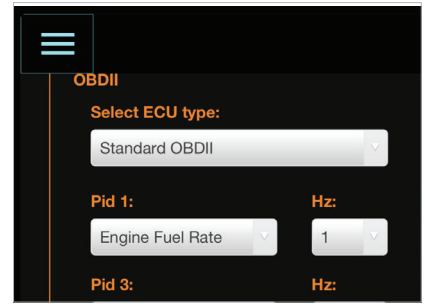 OBDII
Select ECU type:
Standard OBDII
Pid 1: Hz:
Engine Fuel Rate 1
Pid 3: Hz: